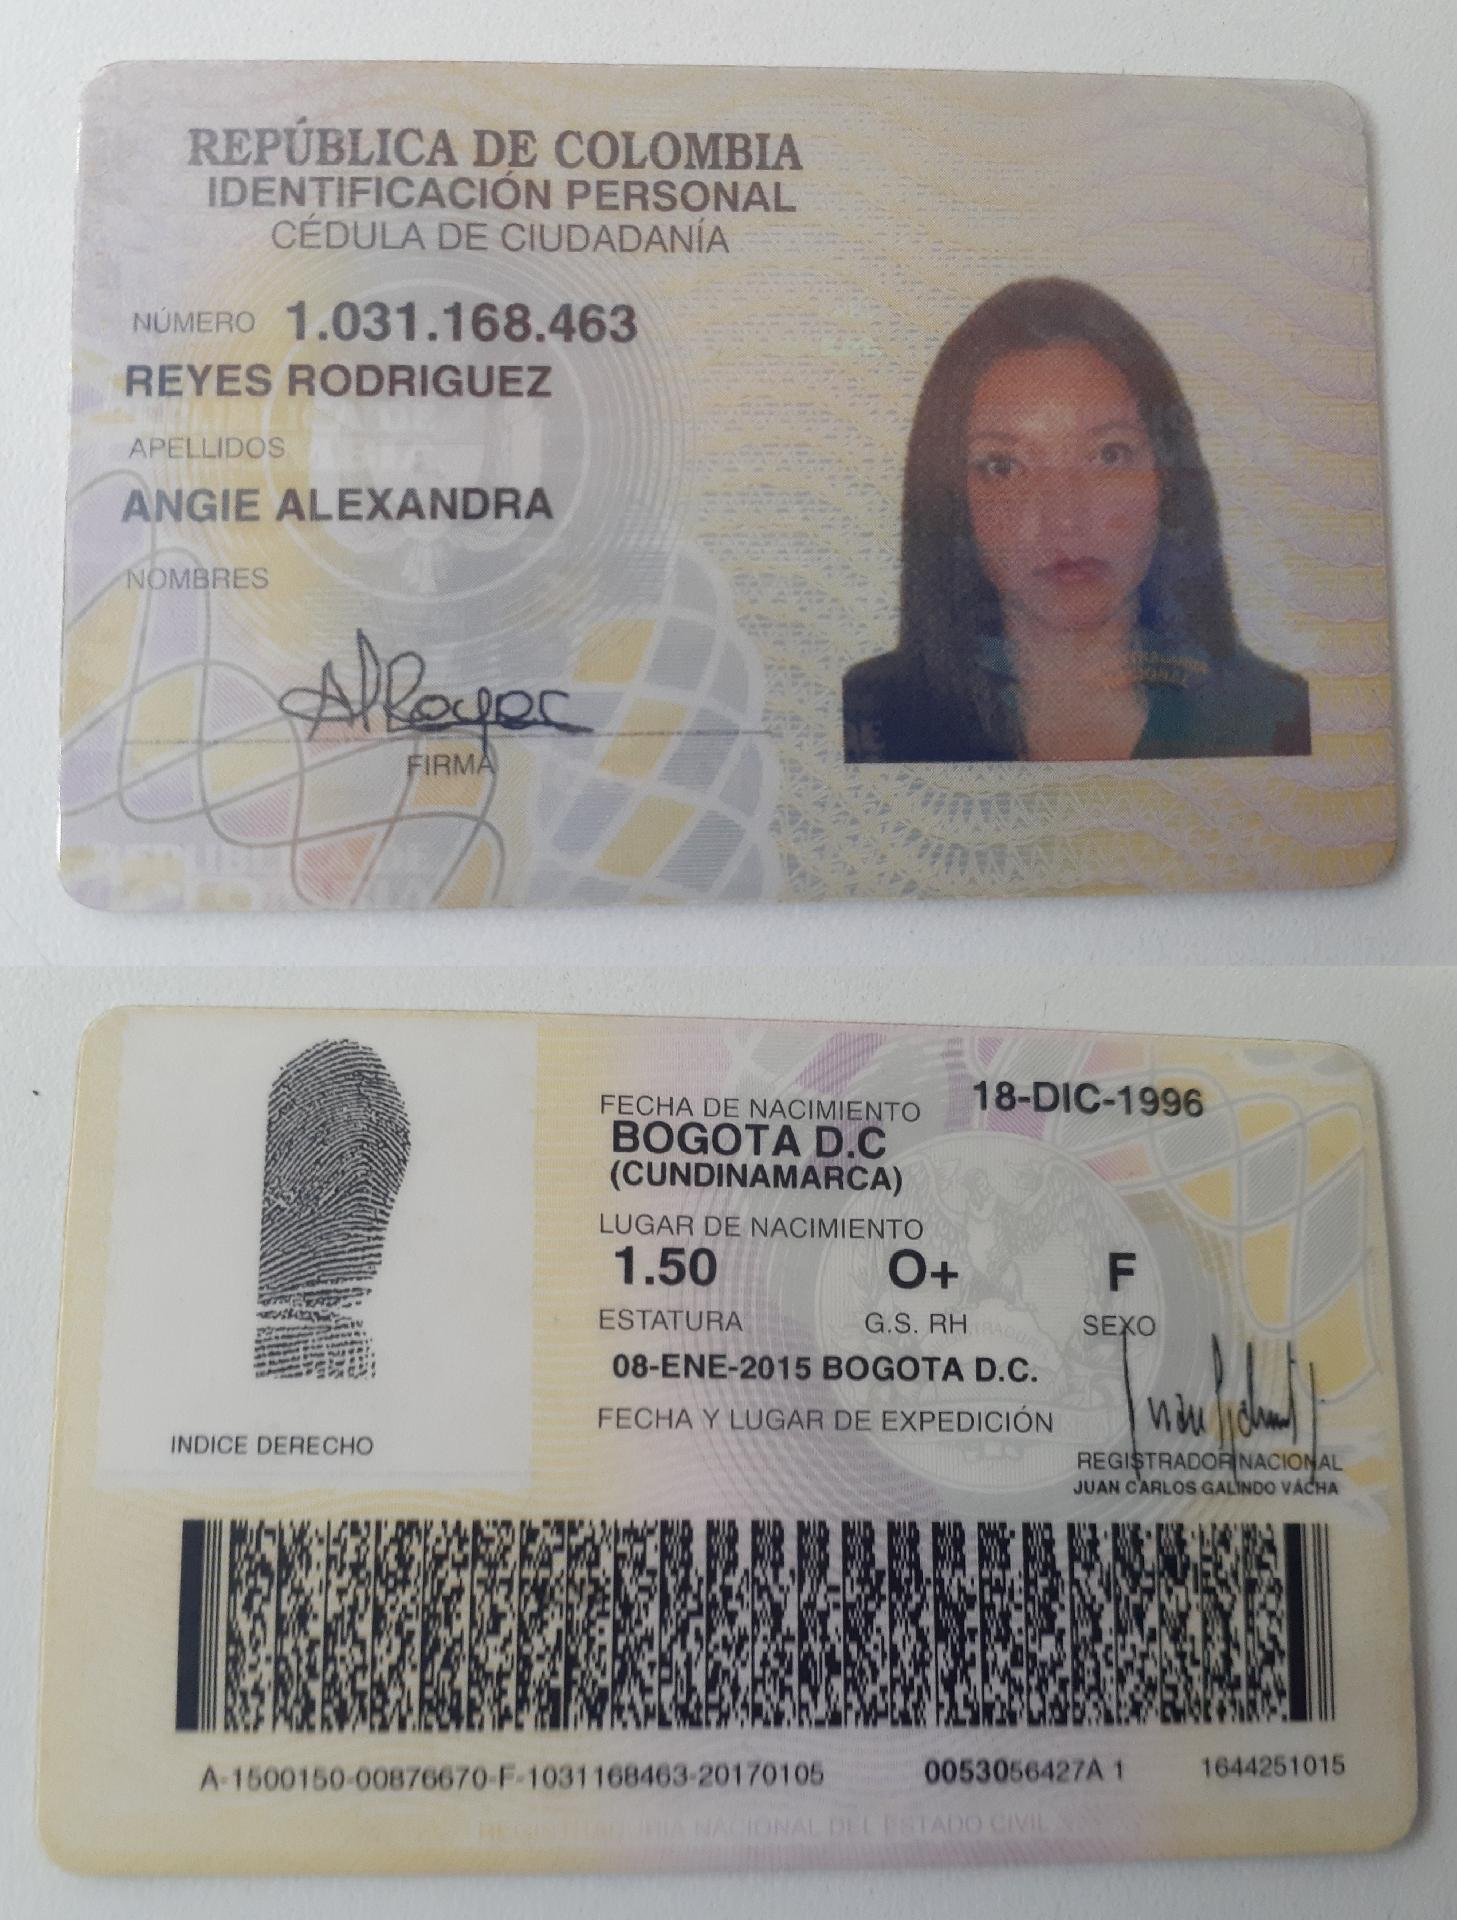 REPÚBLICA DE COLOMBIA
IDENTIFICACIÓN PERSONAL
CÉDULA DE CIUDADANÍA
NÚMERO 1.031.168.463
REYES RODRIGUEZ
APELLIDOS
ANGIE ALEXANDRA
NOMBRES
FIRMA
FECHA DE NACIMIENTO 18-DIC-1996
BOGOTA D.C
(CUNDINAMARCA)
LUGAR DE NACIMIENTO
1.50 O+ F
ESTATURA G.S. RH SEXO
08-ENE-2015 BOGOTA D.C.
FECHA Y LUGAR DE EXPEDICIÓN
INDICE DERECHO
REGISTRADOR NACIONAL
JUAN CARLOS GALINDO VÁCHA
A-1500150-00876670-F-1031168463-20170105 0053056427A 1 1644251015
REGISTRADURIA NACIONAL DEL ESTADO CIVIL